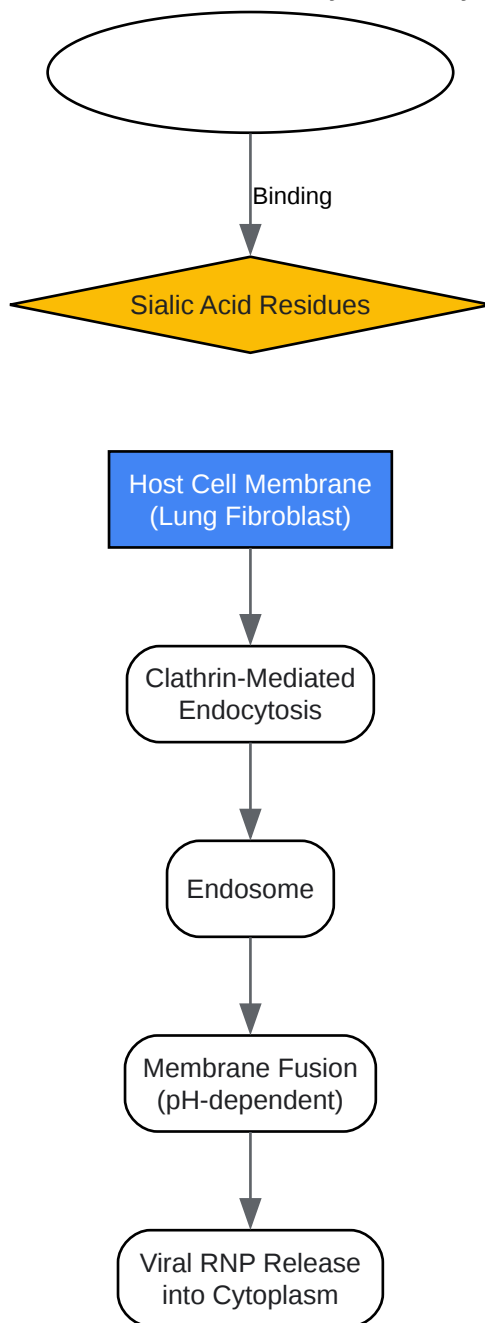 Binding
Sialic Acid Residues
Host Cell Membrane
(Lung Fibroblast)
Clathrin-Mediated
Endocytosis
Endosome
Membrane Fusion
(pH-dependent)
Viral RNP Release
into Cytoplasm